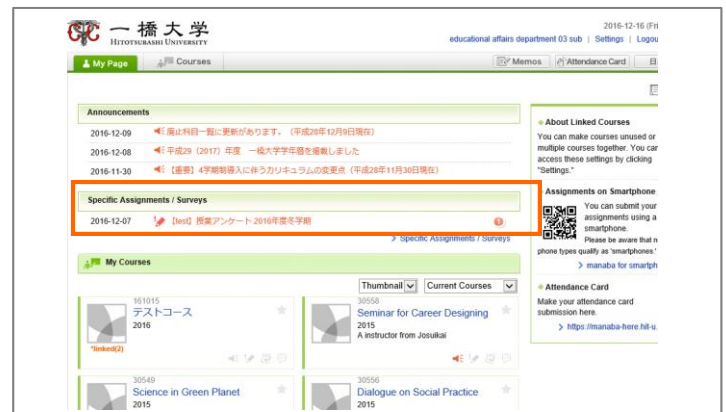 一橋大学
HITOTSUBASHI UNIVERSITY
2016-12-16 (Fri
educational affairs department 03 sub | Settings | Logou
My Page
Courses
Memos
Attendance Card
Announcements
2016-12-09 廃止科目一覧に更新があります。(平成28年12月9日現在)
2016-12-08 平成29(2017)年度 一橋大学学年暦を掲載しました
2016-11-30 【重要】4学期制導入に伴うカリキュラムの変更点(平成28年11月30日現在)
Specific Assignments / Surveys
2016-12-07 【test】授業アンケート 2016年度冬学期
> Specific Assignments / Surveys
My Courses
Thumbnail
Current Courses
161015
テストコース
2016
*linked(2)
30558
Seminar for Career Designing
2015
A instructor from Josuikai
30549
Science in Green Planet
2015
30556
Dialogue on Social Practice
2015
About Linked Courses
You can make courses unused or
multiple courses together. You car
access these settings by clicking
"Settings."
Assignments on Smartphone
You can submit your
assignments using a
smartphone.
Please be aware that n
phone types qualify as 'smartphones.'
> manaba for smartph
Attendance Card
Make your attendance card
submission here.
> https://manaba-here.hit-u.